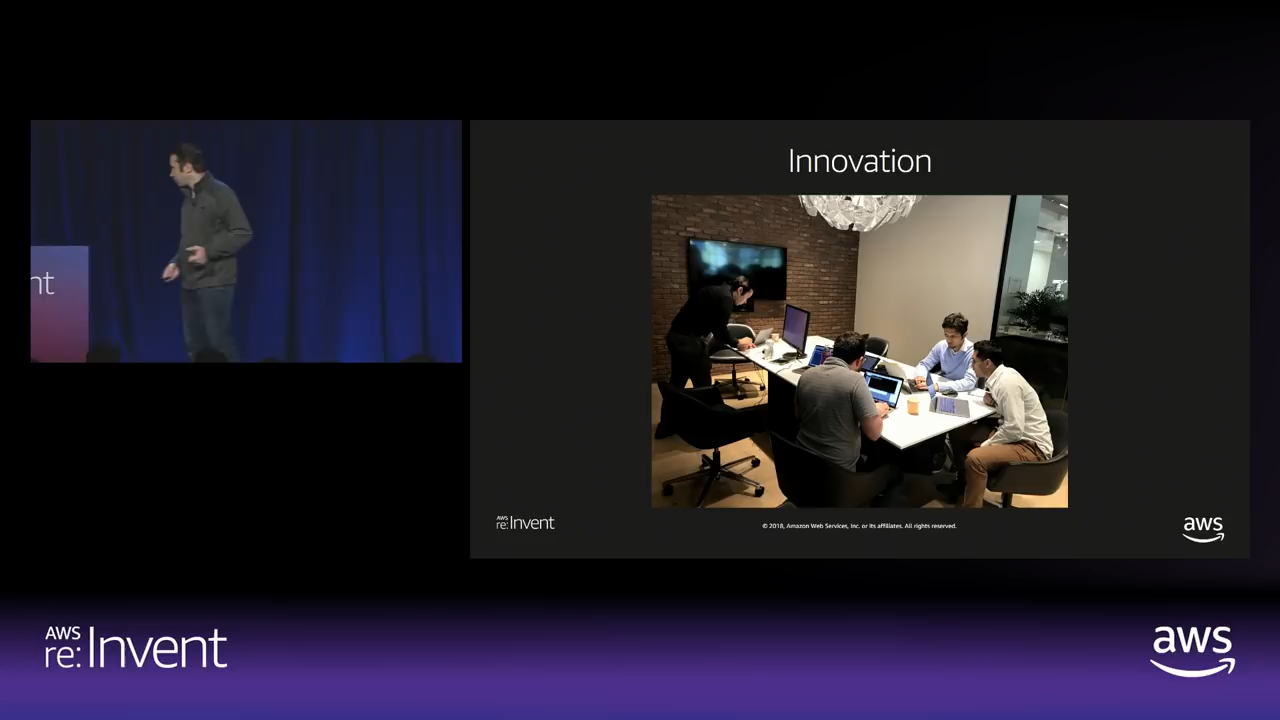 nt
Innovation
AWS
re:Invent
© 2018, Amazon Web Services, Inc. or its affiliates. All rights reserved.
aws
AWS
re:Invent
aws